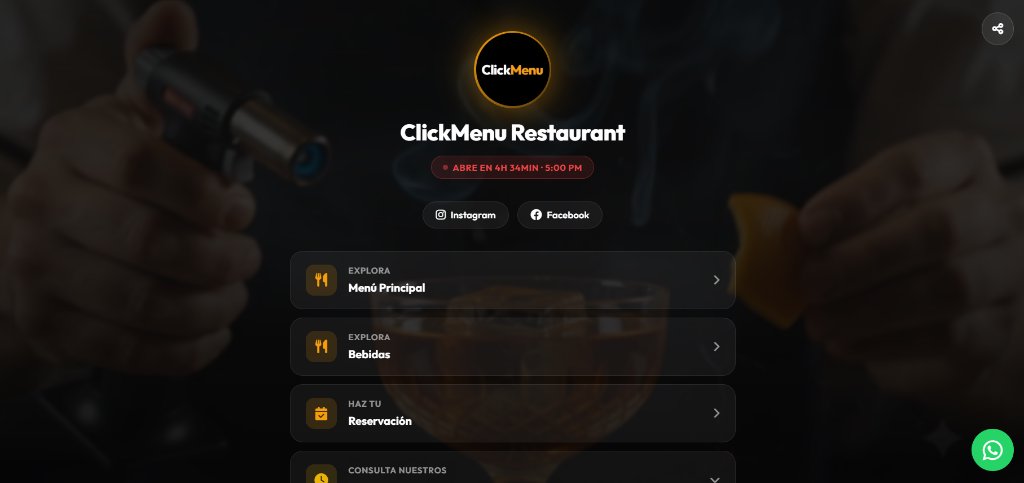 ClickMenu
ClickMenu Restaurant
ABRE EN 4H 34MIN · 5:00 PM
Instagram
Facebook
EXPLORA
Menú Principal
EXPLORA
Bebidas
HAZ TU
Reservación
CONSULTA NUESTROS